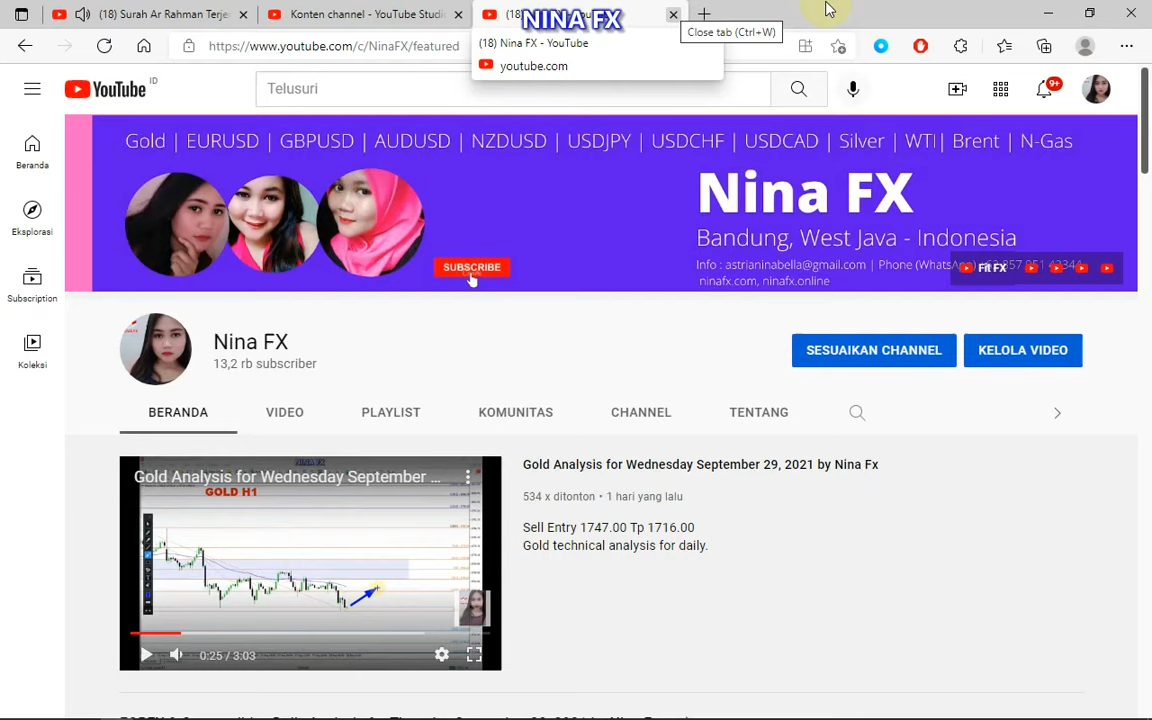 (18) Surah Ar Rahman Terje
Konten channel - YouTube Studi
(18)
NINA FX
Close tab (Ctrl+W)
(18) Nina FX - YouTube
youtube.com
https://www.youtube.com/c/NinaFX/featured
YouTube ID
Telusuri
9+
Beranda
Eksplorasi
Subscription
Koleksi
Gold | EURUSD | GBPUSD | AUDUSD | NZDUSD | USDJPY | USDCHF | USDCAD | Silver | WTI | Brent | N-Gas
Nina FX
Bandung, West Java - Indonesia
Info : astrianinabella@gmail.com | Phone (WhatsApp)
ninafx.com, ninafx.online
SUBSCRIBE
Fit FX
Nina FX
13,2 rb subscriber
SESUAIKAN CHANNEL
KELOLA VIDEO
BERANDA
VIDEO
PLAYLIST
KOMUNITAS
CHANNEL
TENTANG
Gold Analysis for Wednesday September ...
GOLD H1
0:25 / 3:03
Gold Analysis for Wednesday September 29, 2021 by Nina Fx
534 x ditonton • 1 hari yang lalu
Sell Entry 1747.00 Tp 1716.00
Gold technical analysis for daily.